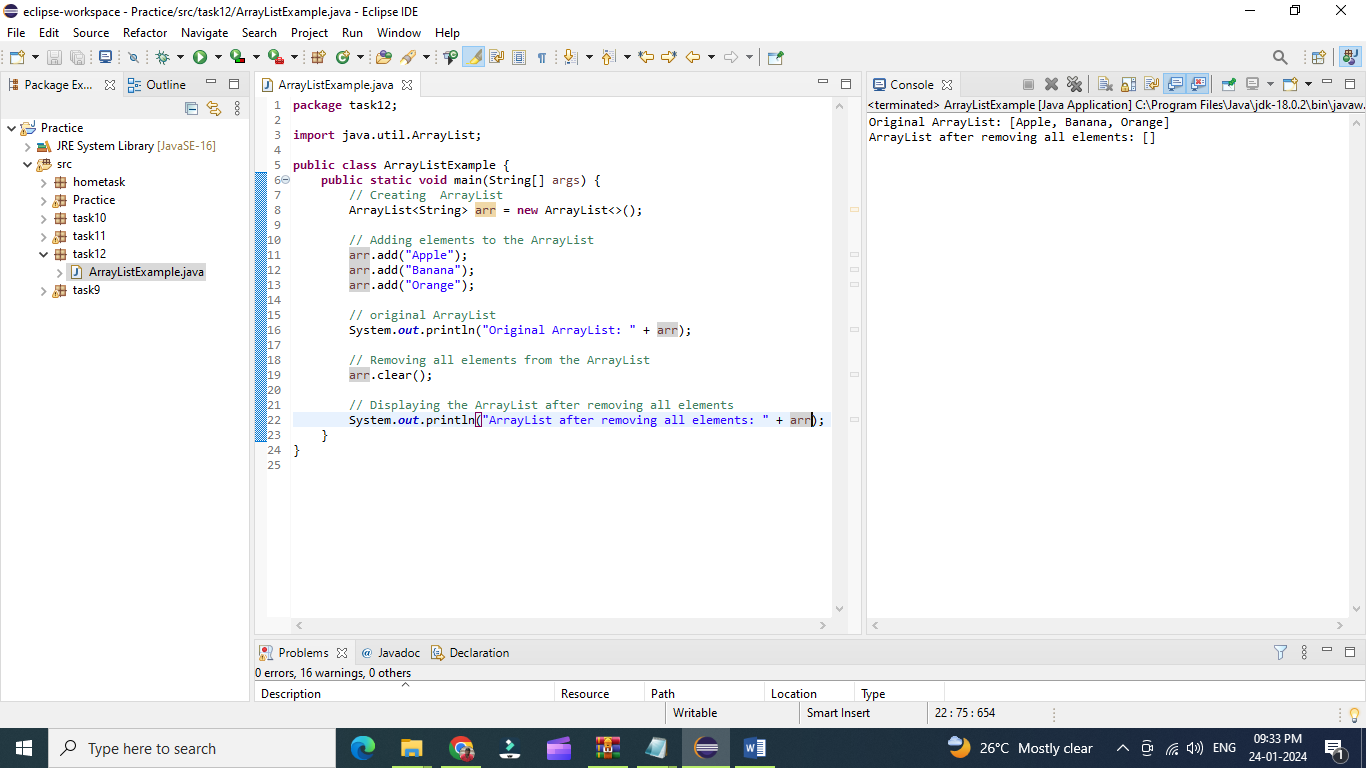 eclipse-workspace - Practice/src/task12/ArrayListExample.java - Eclipse IDE
File Edit Source Refactor Navigate Search Project Run Window Help
Package Ex... Outline
Practice
JRE System Library [JavaSE-16]
src
hometask
Practice
task10
task11
task12
ArrayListExample.java
task9
ArrayListExample.java
1 package task12;
2
3 import java.util.ArrayList;
4
5 public class ArrayListExample {
6 public static void main(String[] args) {
7 // Creating  ArrayList
8 ArrayList<String> arr = new ArrayList<>();
9
10 // Adding elements to the ArrayList
11 arr.add("Apple");
12 arr.add("Banana");
13 arr.add("Orange");
14
15 // original ArrayList
16 System.out.println("Original ArrayList: " + arr);
17
18 // Removing all elements from the ArrayList
19 arr.clear();
20
21 // Displaying the ArrayList after removing all elements
22 System.out.println("ArrayList after removing all elements: " + arr);
23 }
24 }
25
Console
<terminated> ArrayListExample [Java Application] C:\Program Files\Java\jdk-18.0.2\bin\javaw.
Original ArrayList: [Apple, Banana, Orange]
ArrayList after removing all elements: []
Problems @ Javadoc Declaration
0 errors, 16 warnings, 0 others
Description Resource Path Location Type
Writable Smart Insert 22 : 75 : 654
Type here to search
26°C Mostly clear ENG 09:33 PM
24-01-2024
1